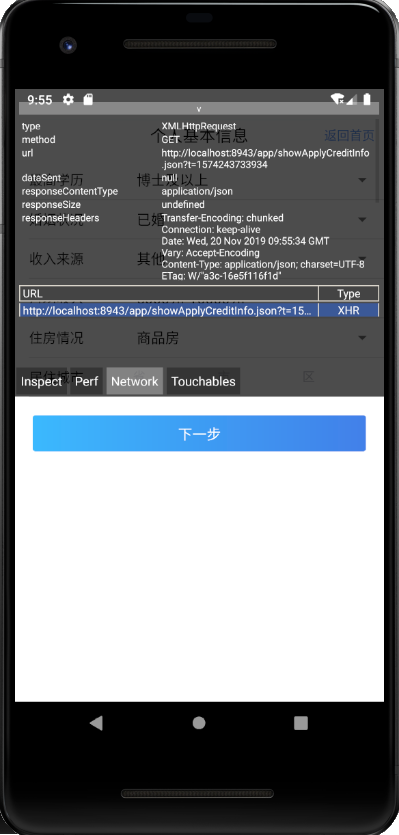 9:55
v
个人基本信息
返回首页
type XMLHttpRequest
method GET
url http://localhost:8943/app/showApplyCreditInfo
.json?t=1574243733934
dataSent null
responseContentType application/json
responseSize undefined
responseHeaders Transfer-Encoding: chunked
Connection: keep-alive
Date: Wed, 20 Nov 2019 09:55:34 GMT
Vary: Accept-Encoding
Content-Type: application/json; charset=UTF-8
ETag: W/"a3c-16e5f116f1d"
最高学历 博士及以上
婚姻状况 已婚
收入来源 其他
URL Type
http://localhost:8943/app/showApplyCreditInfo.json?t=15... XHR
住房情况 商品房
居住城市 区
Inspect Perf Network Touchables
下一步